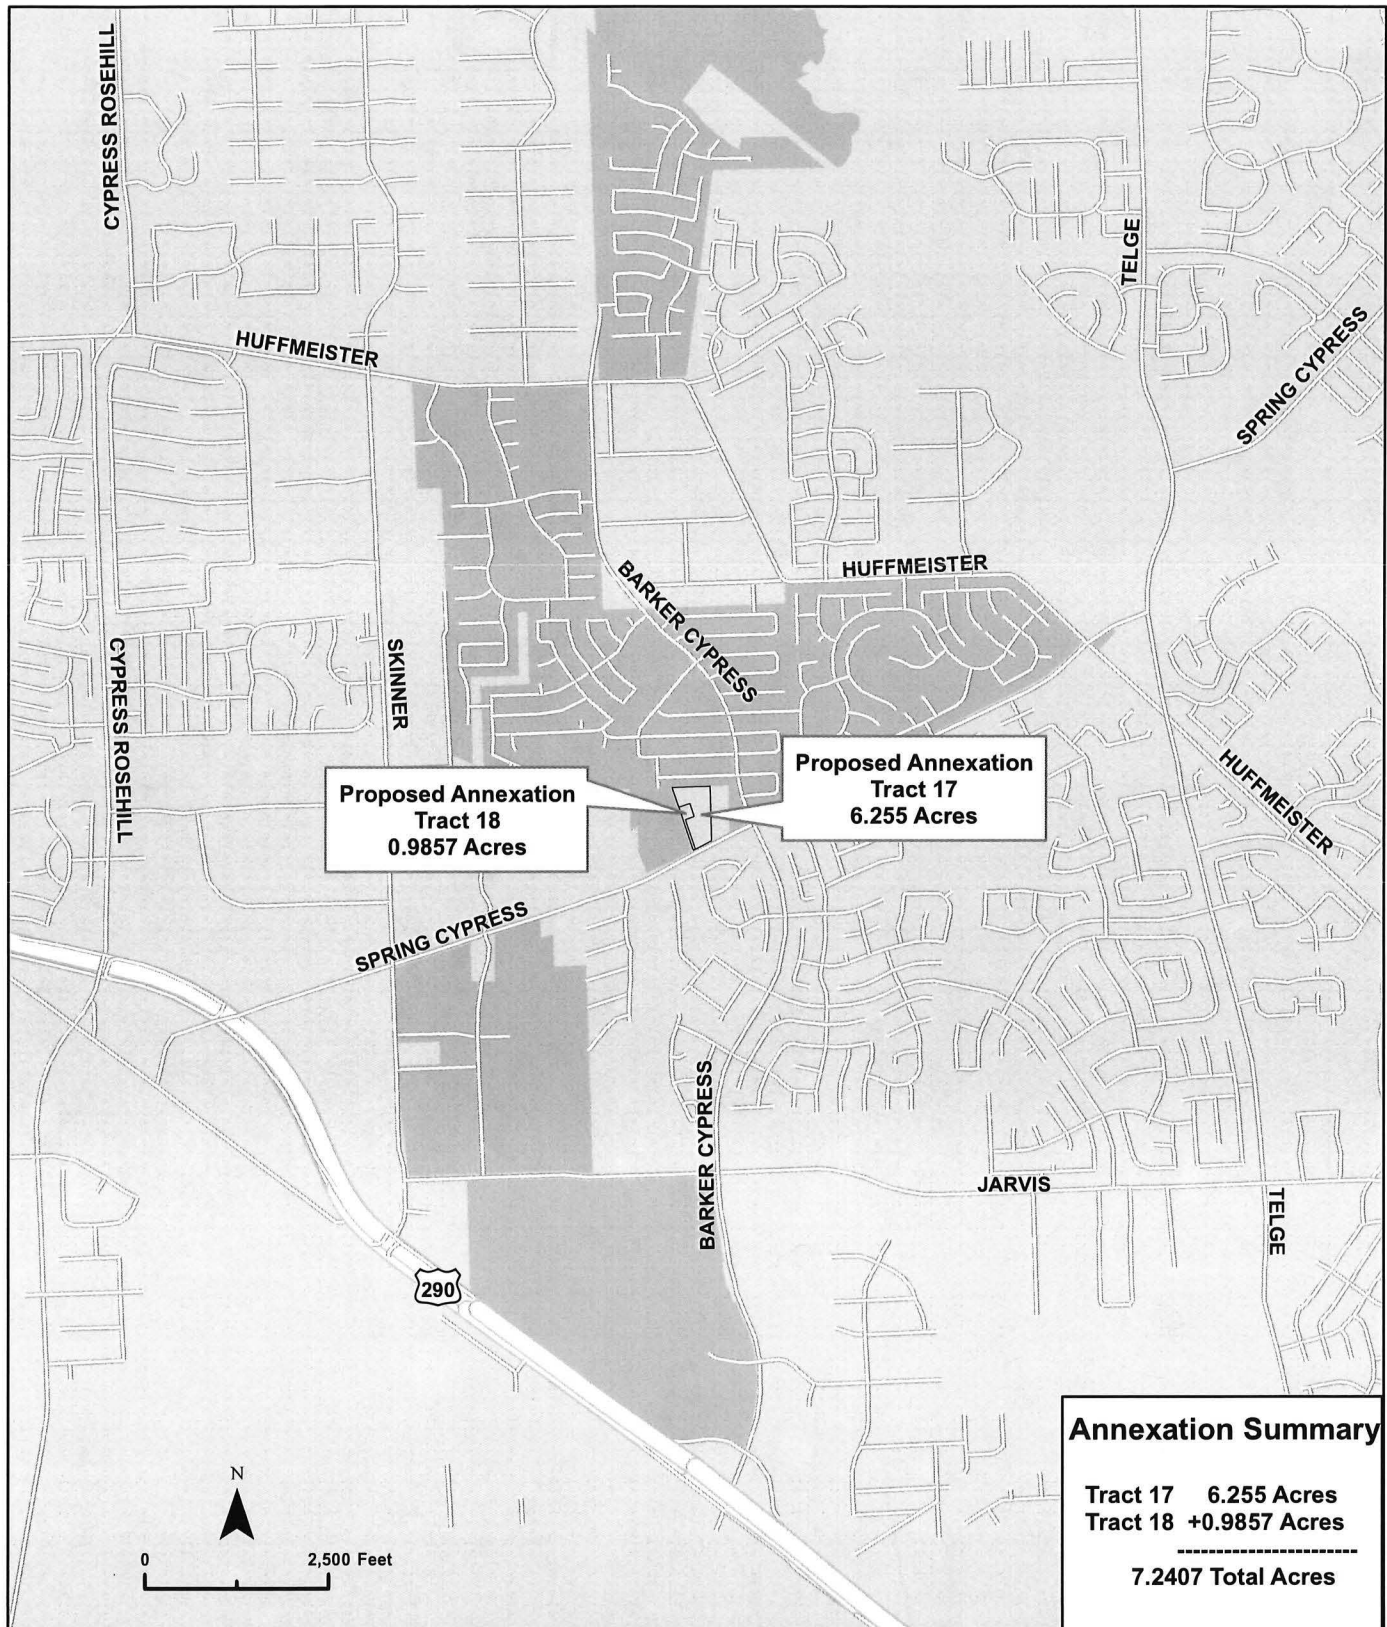 CYPRESS ROSEHILL
TELGE
HUFFMEISTER
SPRING CYPRESS
HUFFMEISTER
BARKER CYPRESS
SKINNER
CYPRESS ROSEHILL
HUFFMEISTER
Proposed Annexation
Tract 17
6.255 Acres
Proposed Annexation
Tract 18
0.9857 Acres
SPRING CYPRESS
BARKER CYPRESS
JARVIS
TELGE
290
Annexation Summary
Tract 17 6.255 Acres
Tract 18 +0.9857 Acres
-----------------------
7.2407 Total Acres
N
0 2,500 Feet